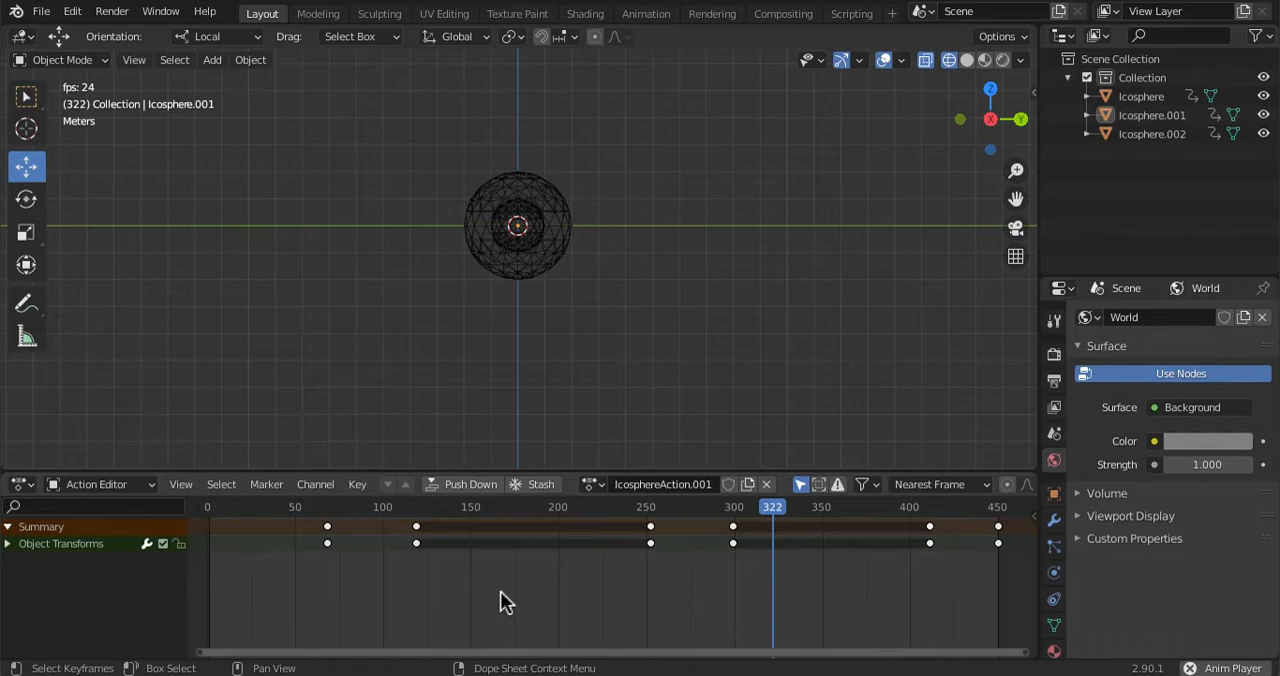 File Edit Render Window Help Layout Modeling Sculpting UV Editing Texture Paint Shading Animation Rendering Compositing Scripting + Scene View Layer
Orientation: Local Drag: Select Box Global Options
Object Mode View Select Add Object
fps: 24
(322) Collection | Icosphere.001
Meters
Z
X
Y
Scene Collection
Collection
Icosphere
Icosphere.001
Icosphere.002
Scene World
World
Surface
Use Nodes
Surface Background
Color
Strength 1.000
Volume
Viewport Display
Custom Properties
Action Editor View Select Marker Channel Key Push Down Stash IcosphereAction.001 Nearest Frame
0 50 100 150 200 250 300 322 350 400 450
Summary
Object Transforms
Select Keyframes Box Select Pan View Dope Sheet Context Menu 2.90.1 Anim Player